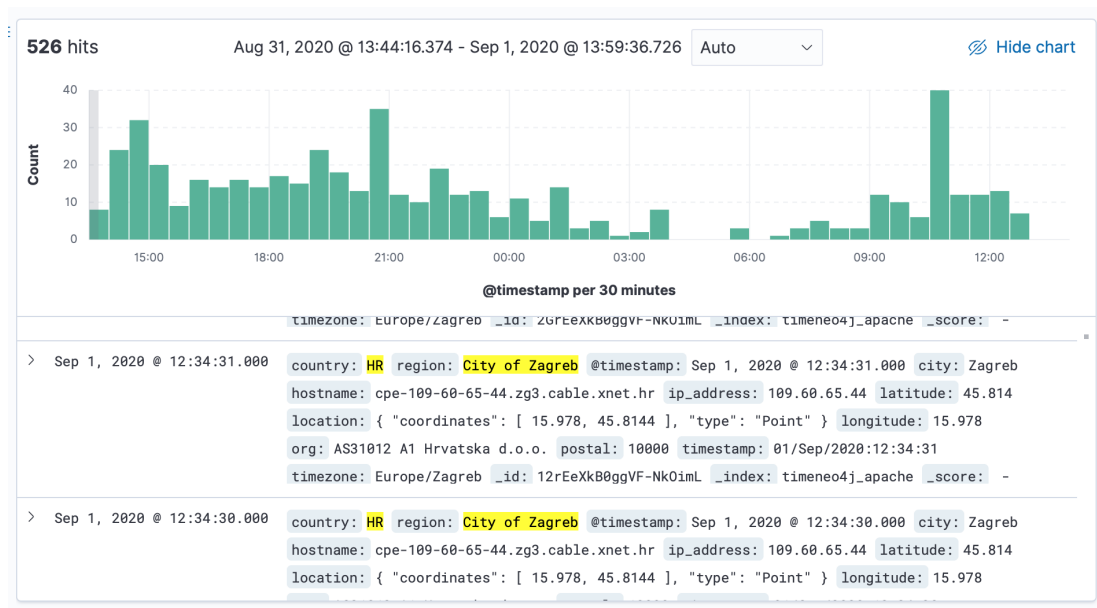 526 hits
Aug 31, 2020 @ 13:44:16.374 - Sep 1, 2020 @ 13:59:36.726
Auto
Hide chart
Count
40
30
20
10
0
15:00 18:00 21:00 00:00 03:00 06:00 09:00 12:00
@timestamp per 30 minutes
timezone: Europe/Zagreb _id: 2GrEeXkB0ggVF-NkOimL _index: timeneo4j_apache _score: -
Sep 1, 2020 @ 12:34:31.000
country: HR region: City of Zagreb @timestamp: Sep 1, 2020 @ 12:34:31.000 city: Zagreb
hostname: cpe-109-60-65-44.zg3.cable.xnet.hr ip_address: 109.60.65.44 latitude: 45.814
location: { "coordinates": [ 15.978, 45.8144 ], "type": "Point" } longitude: 15.978
org: AS31012 A1 Hrvatska d.o.o. postal: 10000 timestamp: 01/Sep/2020:12:34:31
timezone: Europe/Zagreb _id: 12rEeXkB0ggVF-NkOimL _index: timeneo4j_apache _score: -
Sep 1, 2020 @ 12:34:30.000
country: HR region: City of Zagreb @timestamp: Sep 1, 2020 @ 12:34:30.000 city: Zagreb
hostname: cpe-109-60-65-44.zg3.cable.xnet.hr ip_address: 109.60.65.44 latitude: 45.814
location: { "coordinates": [ 15.978, 45.8144 ], "type": "Point" } longitude: 15.978